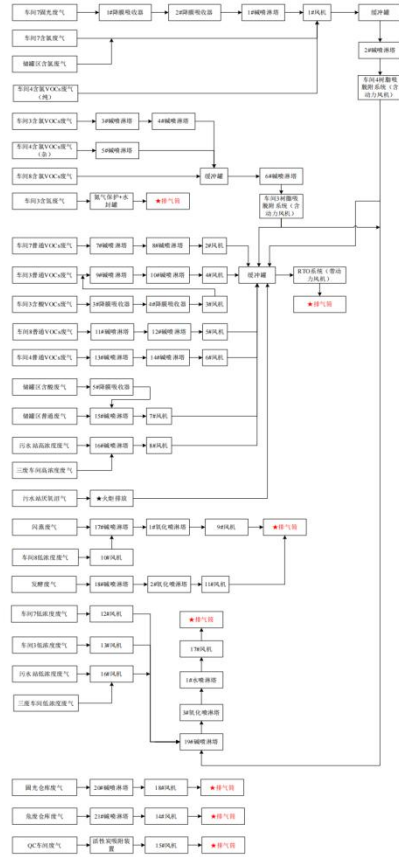 车间7固光废气
1#降膜吸收器
2#降膜吸收器
1#碱喷淋塔
1#风机
缓冲罐
车间7含氯废气
2#碱喷淋塔
储罐区含氯废气
车间4树脂吸
脱附系统（含
动力风机）
车间4含氯VOCs废气
（纯）
车间3含氯VOCs废气
3#碱喷淋塔
4#碱喷淋塔
车间4含氯VOCs废气
（杂）
5#碱喷淋塔
车间8含氯VOCs废气
缓冲罐
6#碱喷淋塔
车间3含氢废气
氮气保护+水
封罐
★排气筒
车间3树脂吸
脱附系统（含
动力风机）
车间7普通VOCs废气
7#碱喷淋塔
8#碱喷淋塔
2#风机
车间3普通VOCs废气
9#碱喷淋塔
10#碱喷淋塔
4#风机
缓冲罐
RTO系统（带动
力风机）
车间3含酸VOCs废气
3#降膜吸收器
4#降膜吸收器
3#风机
★排气筒
车间8普通VOCs废气
11#碱喷淋塔
12#碱喷淋塔
5#风机
车间4普通VOCs废气
13#碱喷淋塔
14#碱喷淋塔
6#风机
储罐区含酸废气
5#降膜吸收器
储罐区普通废气
15#碱喷淋塔
7#风机
污水站高浓度废气
16#碱喷淋塔
8#风机
三废车间高浓度废气
污水站厌氧沼气
★火炬排放
闪蒸废气
17#碱喷淋塔
1#氧化喷淋塔
9#风机
★排气筒
车间8低浓度废气
10#风机
发酵废气
18#碱喷淋塔
2#氧化喷淋塔
11#风机
车间7低浓度废气
12#风机
★排气筒
车间3低浓度废气
13#风机
17#风机
污水站低浓度废气
16#风机
1#水喷淋塔
三废车间低浓度废气
3#氧化喷淋塔
19#碱喷淋塔
固光仓库废气
20#碱喷淋塔
18#风机
★排气筒
危废仓库废气
21#碱喷淋塔
14#风机
★排气筒
QC车间废气
活性炭吸附装
置
15#风机
★排气筒